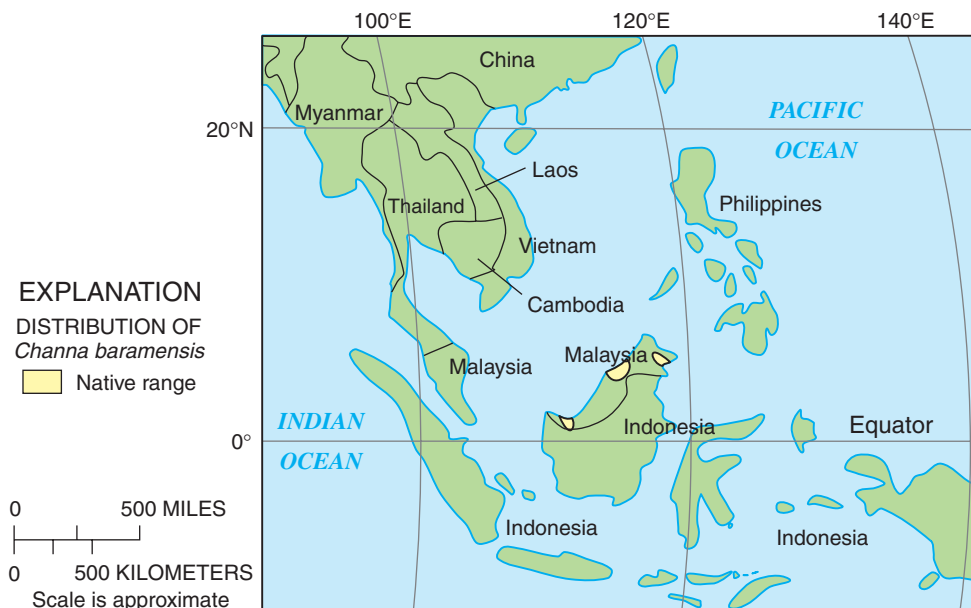 100°E
120°E
140°E
China
Myanmar
PACIFIC
20°N
OCEAN
Laos
Thailand
Philippines
Vietnam
EXPLANATION
Cambodia
DISTRIBUTION OF
Channa baramensis
Malaysia
Malaysia
Native range
INDIAN
Indonesia
Equator
0°
OCEAN
0
500 MILES
Indonesia
Indonesia
0
500 KILOMETERS
Scale is approximate